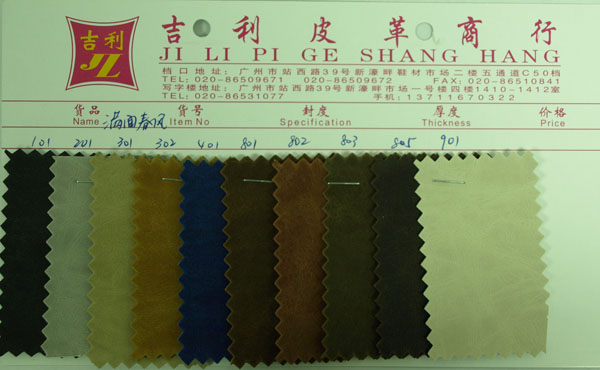 吉利
JL
吉利皮革商行
JI LI PI GE SHANG HANG
档口地址:广州市站西路39号新濠畔鞋材市场二楼五通道C50档
TEL: 020-86509671 020-86509672 FAX: 020-86510841
写字楼地址:广州市站西路39号新濠畔市场一号楼四楼1410-1412室
TEL: 020-86531077 手机:13711670322
货品 货号 封度 厚度 价格
Name 满面春风 Item No Specification Thickness Price
101 201 301 302 401 801 802 803 805 901